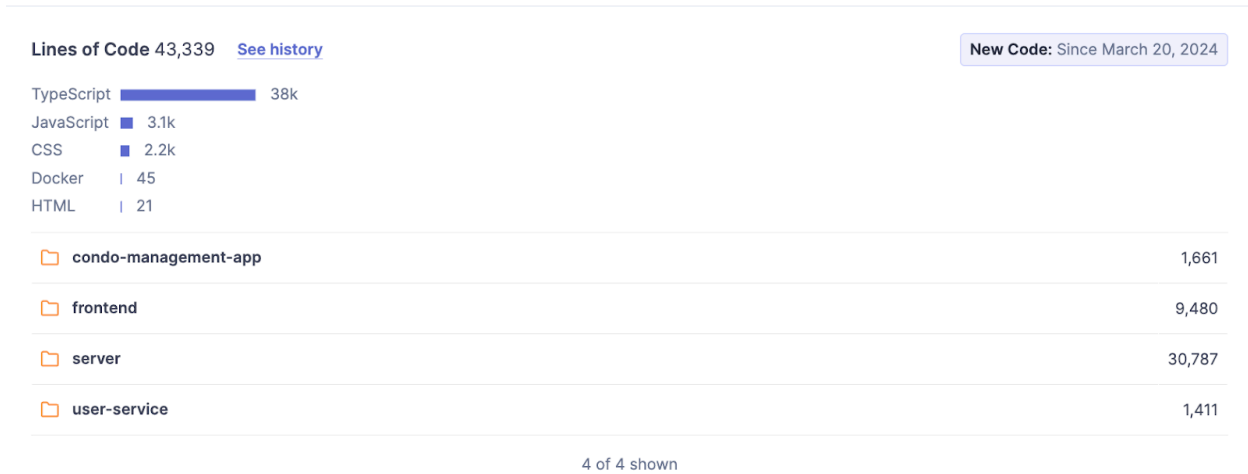 Lines of Code 43,339 See history New Code: Since March 20, 2024
TypeScript 38k
JavaScript 3.1k
CSS 2.2k
Docker 45
HTML 21
condo-management-app 1,661
frontend 9,480
server 30,787
user-service 1,411
4 of 4 shown